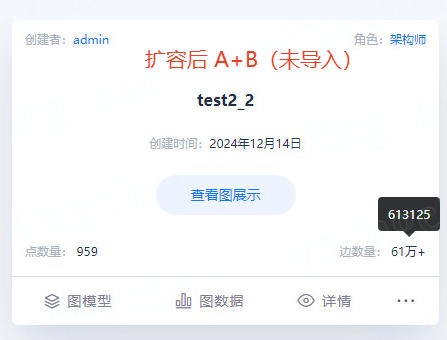 创建者：admin
角色：架构师
扩容后 A+B（未导入）
test2_2
创建时间：2024年12月14日
查看图展示
613125
点数量：959
边数量：61万+
图模型
图数据
详情
...